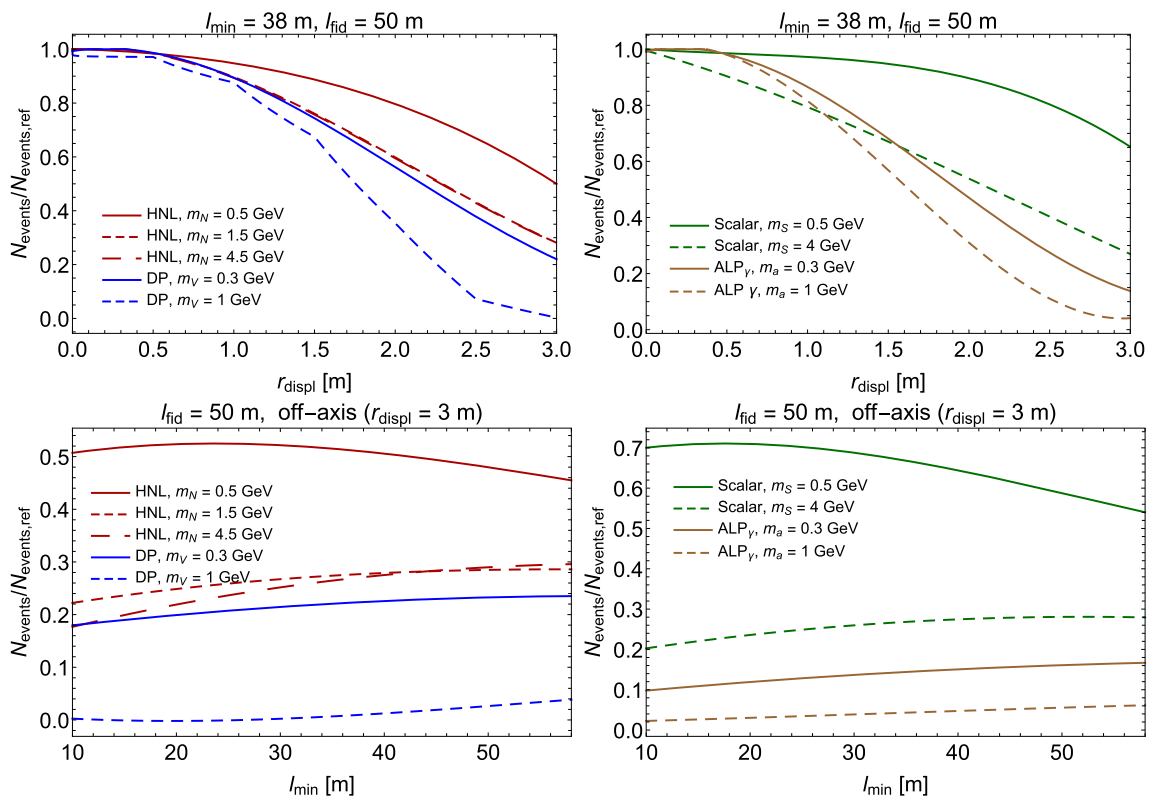 l_min = 38 m, l_fid = 50 m
1.0
0.8
0.6
0.4
0.2
0.0
N_events/N_events,ref
HNL, m_N = 0.5 GeV
HNL, m_N = 1.5 GeV
HNL, m_N = 4.5 GeV
DP, m_V = 0.3 GeV
DP, m_V = 1 GeV
0.0 0.5 1.0 1.5 2.0 2.5 3.0
r_displ [m]
l_min = 38 m, l_fid = 50 m
1.0
0.8
0.6
0.4
0.2
0.0
N_events/N_events,ref
Scalar, m_S = 0.5 GeV
Scalar, m_S = 4 GeV
ALP_γ, m_a = 0.3 GeV
ALP γ, m_a = 1 GeV
0.0 0.5 1.0 1.5 2.0 2.5 3.0
r_displ [m]
l_fid = 50 m, off-axis (r_displ = 3 m)
0.5
0.4
0.3
0.2
0.1
0.0
N_events/N_events,ref
HNL, m_N = 0.5 GeV
HNL, m_N = 1.5 GeV
HNL, m_N = 4.5 GeV
DP, m_V = 0.3 GeV
DP, m_V = 1 GeV
10 20 30 40 50
l_min [m]
l_fid = 50 m, off-axis (r_displ = 3 m)
0.7
0.6
0.5
0.4
0.3
0.2
0.1
0.0
N_events/N_events,ref
Scalar, m_S = 0.5 GeV
Scalar, m_S = 4 GeV
ALP_γ, m_a = 0.3 GeV
ALP_γ, m_a = 1 GeV
10 20 30 40 50
l_min [m]